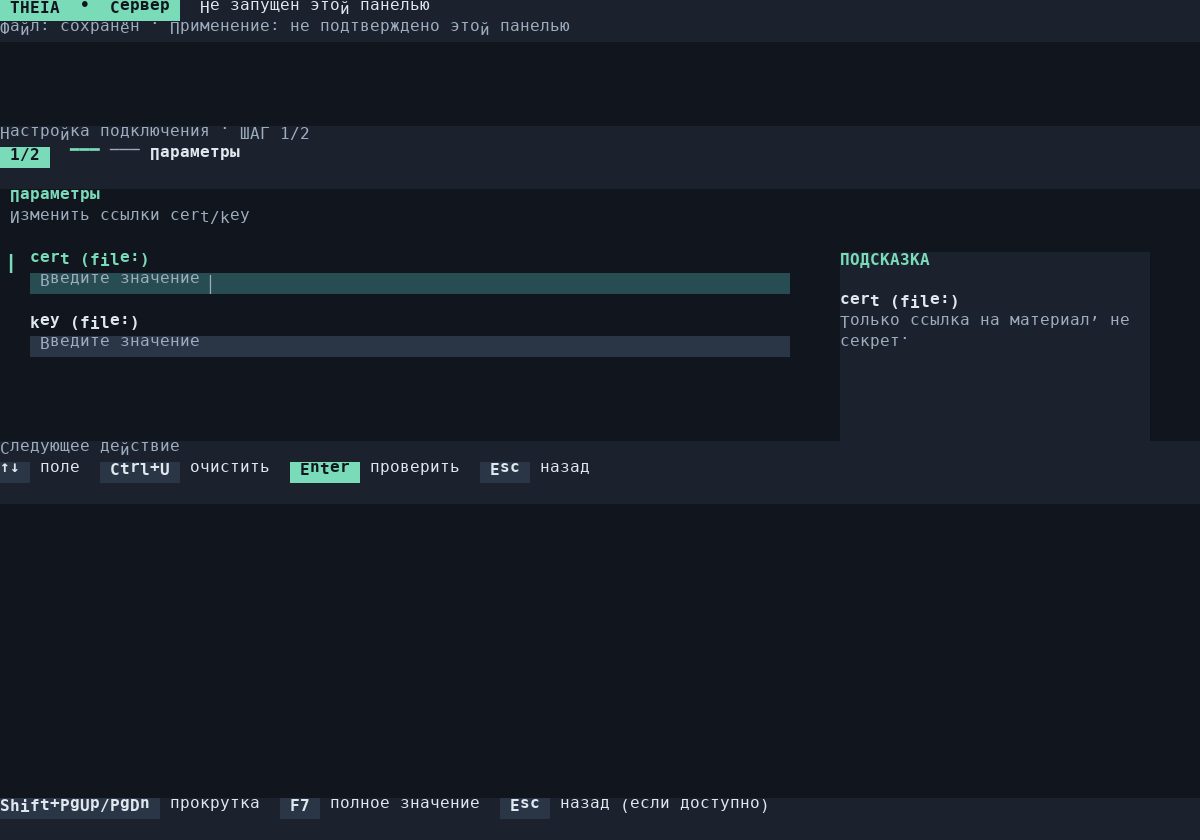 THEIA • Сервер Не запущен этой панелью
Файл: сохранён · Применение: не подтверждено этой панелью
Настройка подключения · ШАГ 1/2
1/2 ━━━ ─── Параметры
Параметры
Изменить ссылки cert/key
cert (file:)
Введите значение
key (file:)
Введите значение
ПОДСКАЗКА
cert (file:)
Только ссылка на материал, не
секрет.
Следующее действие
↑↓ поле Ctrl+U очистить Enter проверить Esc назад
Shift+PgUp/PgDn прокрутка F7 полное значение Esc назад (если доступно)